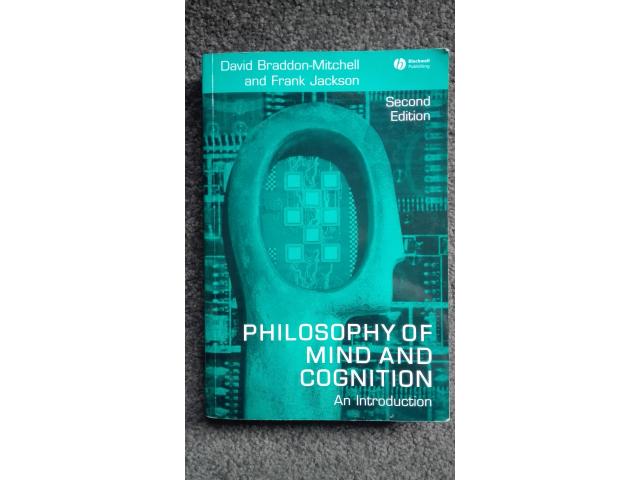 David Braddon-Mitchell
and Frank Jackson
Blackwell
Publishing
Second
Edition
PHILOSOPHY OF
MIND AND
COGNITION
An Introduction